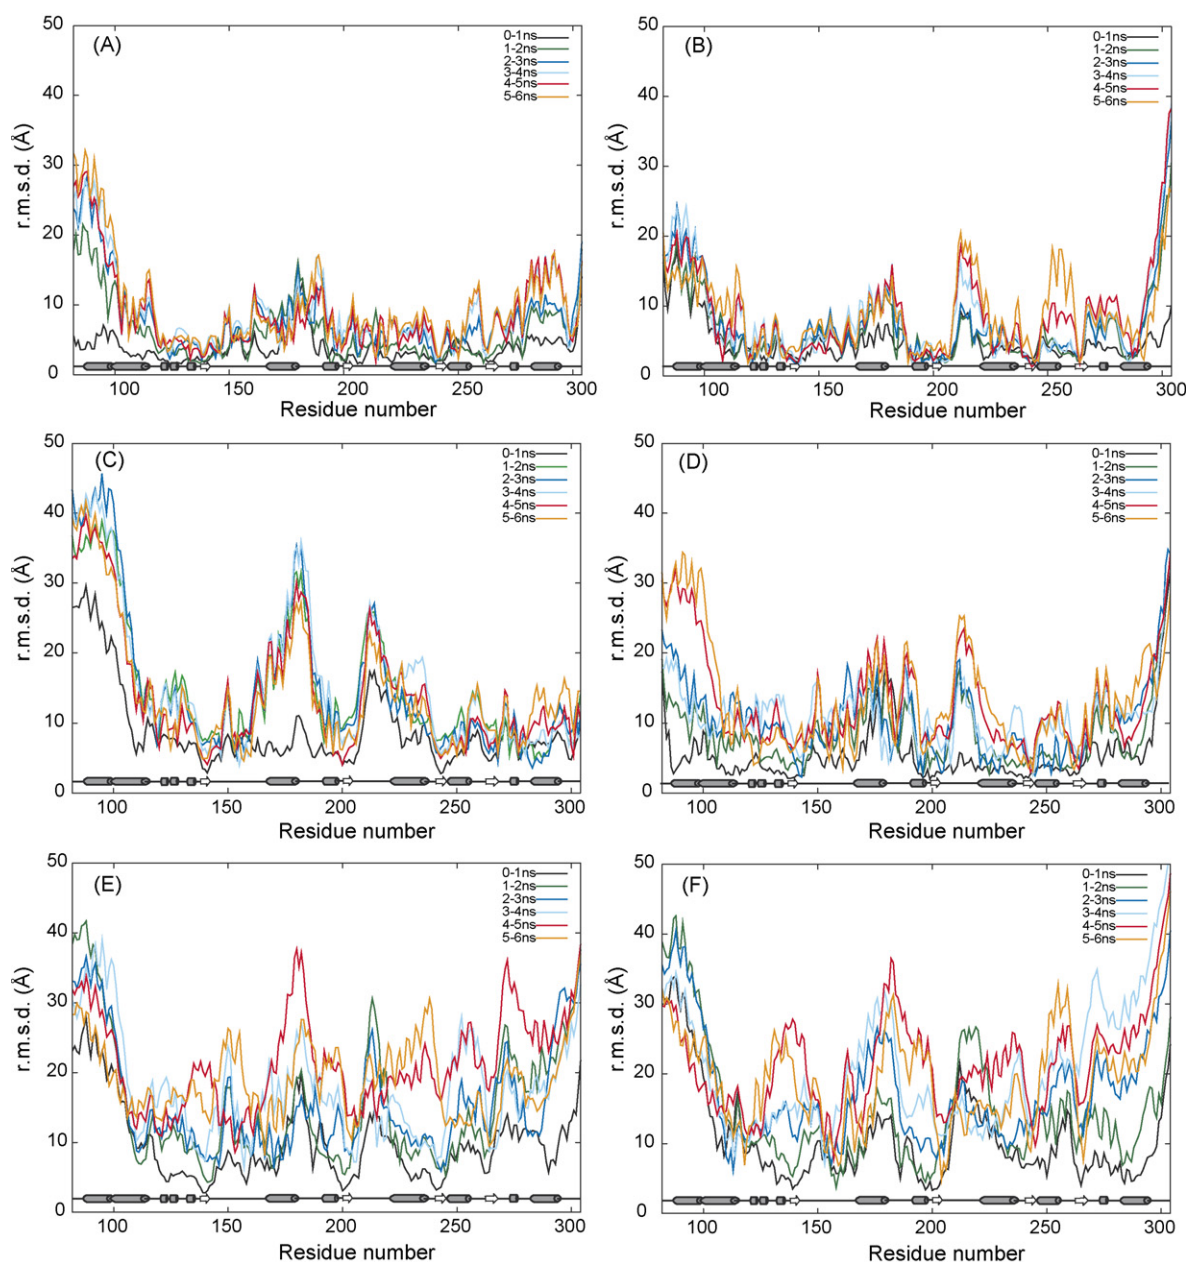 (A)
0-1ns
1-2ns
2-3ns
3-4ns
4-5ns
5-6ns
50
40
30
20
10
0
r.m.s.d. (Å)
100 150 200 250 300
Residue number
(B)
0-1ns
1-2ns
2-3ns
3-4ns
4-5ns
5-6ns
50
40
30
20
10
0
r.m.s.d. (Å)
100 150 200 250 300
Residue number
(C)
0-1ns
1-2ns
2-3ns
3-4ns
4-5ns
5-6ns
50
40
30
20
10
0
r.m.s.d. (Å)
100 150 200 250 300
Residue number
(D)
0-1ns
1-2ns
2-3ns
3-4ns
4-5ns
5-6ns
50
40
30
20
10
0
r.m.s.d. (Å)
100 150 200 250 300
Residue number
(E)
0-1ns
1-2ns
2-3ns
3-4ns
4-5ns
5-6ns
50
40
30
20
10
0
r.m.s.d. (Å)
100 150 200 250 300
Residue number
(F)
0-1ns
1-2ns
2-3ns
3-4ns
4-5ns
5-6ns
50
40
30
20
10
0
r.m.s.d. (Å)
100 150 200 250 300
Residue number